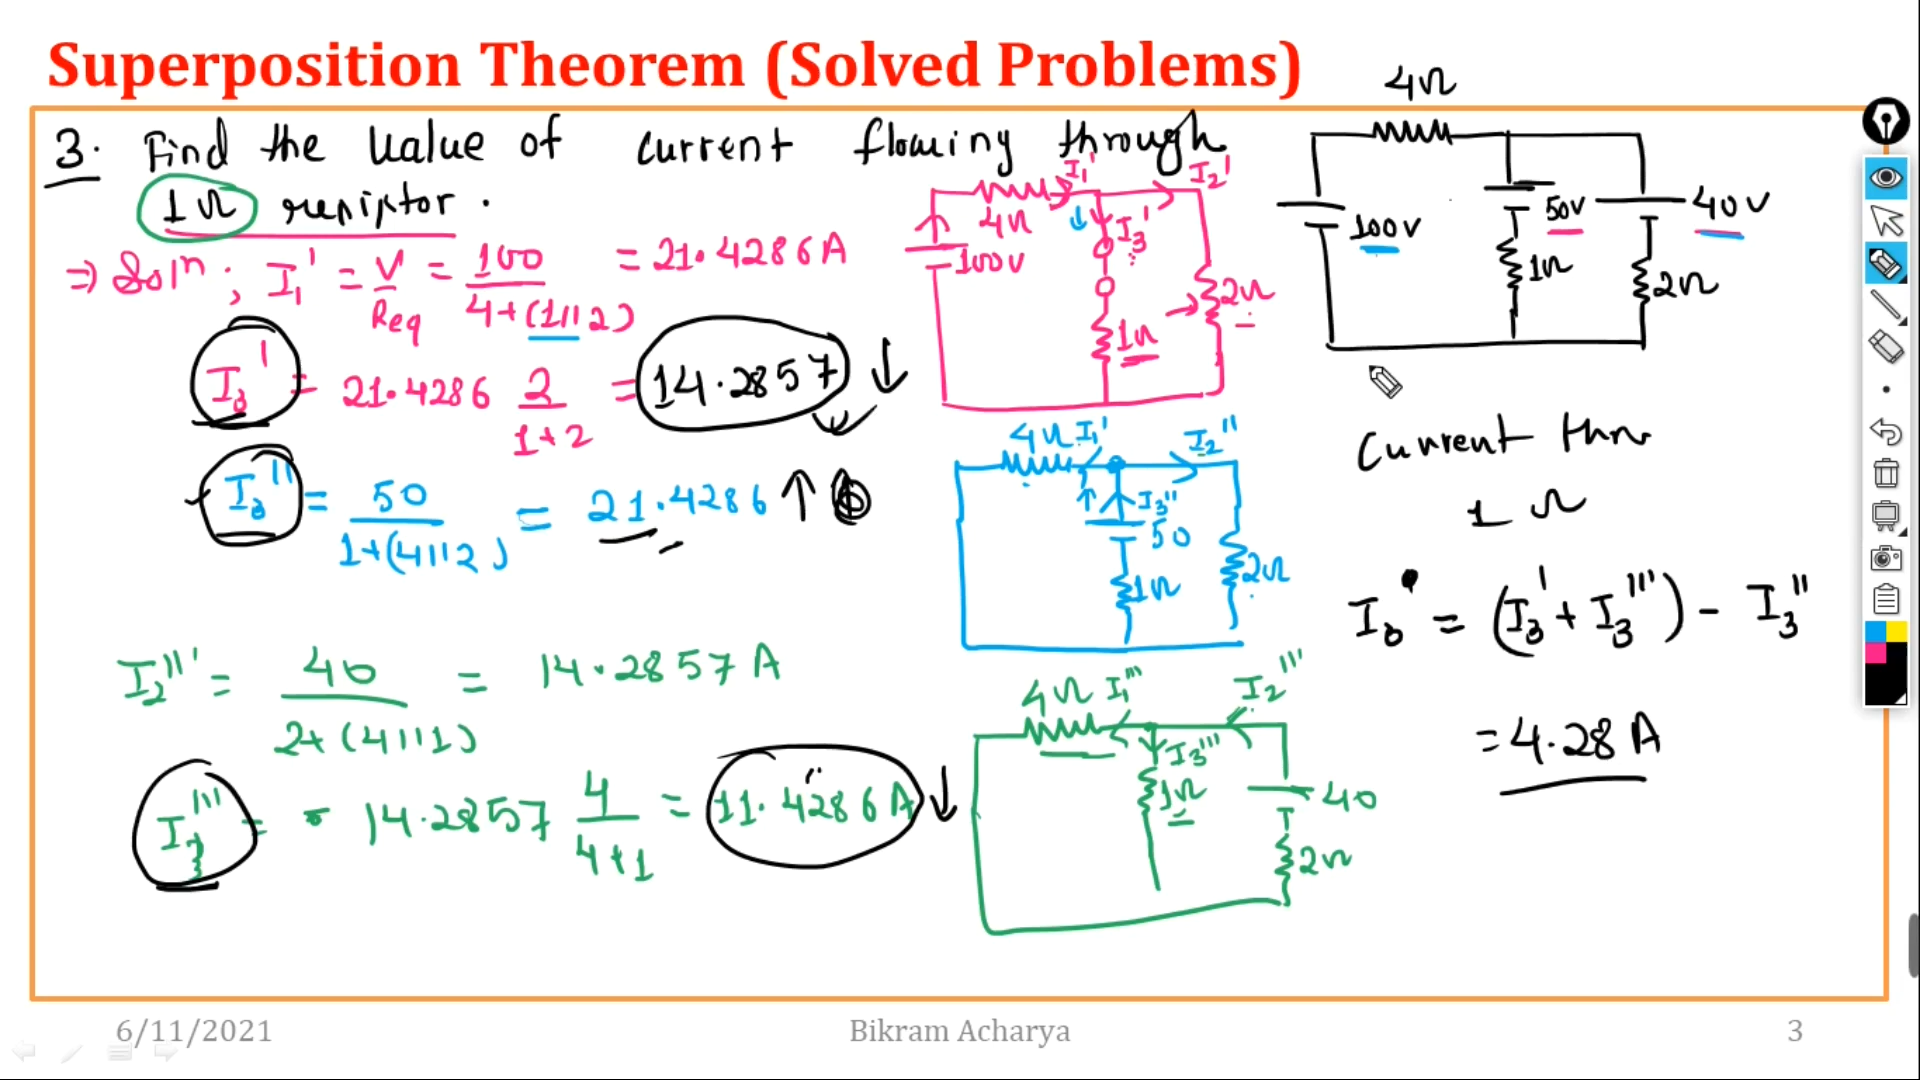 Superposition Theorem (Solved Problems)
3. Find the value of current flowing through
1Ω resistor.
⇒ Solⁿ; I₁' = V/Req = 100/4+(1||2) = 21.4286 A
I₃' = 21.4286 2/1+2 = 14.2857 ↓
I₃'' = 50/1+(4||2) = 21.4286 ↑
I₂''' = 40/2+(4||1) = 14.2857 A
I₃''' = 14.2857 4/4+1 = 11.4286 A ↓
4Ω I₁' I₂'
100V I₃' 1Ω 2Ω
4Ω I₁' I₂''
I₃'' 50 1Ω 2Ω
4Ω I₁''' I₂'''
I₃''' 1Ω 40 2Ω
4Ω
100V 50V 40V
1Ω 2Ω
Current thro
1Ω
I₃ = (I₃' + I₃''') - I₃''
= 4.28 A
6/11/2021
Bikram Acharya
3